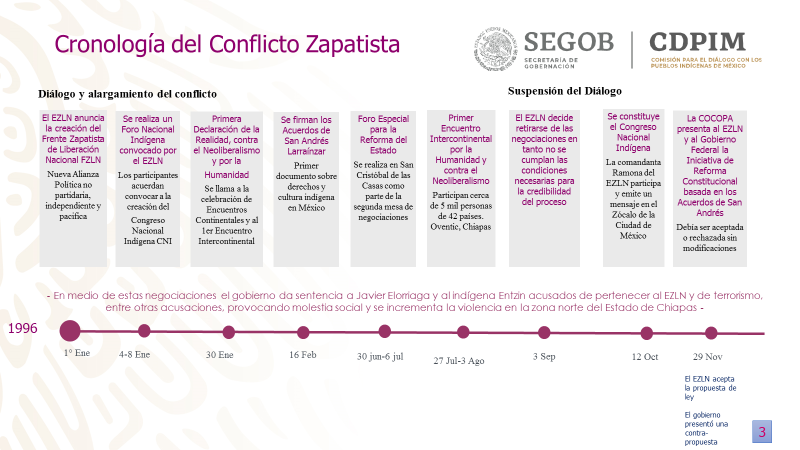 Cronología del Conflicto Zapatista
SEGOB
SECRETARÍA DE
GOBERNACIÓN
CDPIM
COMISIÓN PARA EL DIÁLOGO CON LOS
PUEBLOS INDÍGENAS DE MÉXICO
Diálogo y alargamiento del conflicto
Suspensión del Diálogo
El EZLN anuncia
la creación del
Frente Zapatista
de Liberación
Nacional FZLN
Nueva Alianza
Política no
partidaria,
independiente y
pacifica
Se realiza un
Foro Nacional
Indígena
convocado por
el EZLN
Los participantes
acuerdan
convocar a la
creación del
Congreso
Nacional
Indígena CNI
Primera
Declaración de la
Realidad, contra
el Neoliberalismo
y por la
Humanidad
Se llama a la
celebración de
Encuentros
Continentales y al
1er Encuentro
Intercontinental
Se firman los
Acuerdos de
San Andrés
Larraínzar
Primer
documento sobre
derechos y
cultura indígena
en México
Foro Especial
para la
Reforma del
Estado
Se realiza en San
Cristóbal de las
Casas como
parte de la
segunda mesa de
negociaciones
Primer
Encuentro
Intercontinental
por la
Humanidad y
contra el
Neoliberalismo
Participan cerca
de 5 mil personas
de 42 países.
Oventic, Chiapas
El EZLN decide
retirarse de las
negociaciones en
tanto no se
cumplan las
condiciones
necesarias para
la credibilidad
del proceso
Se constituye
el Congreso
Nacional
Indígena
La comandanta
Ramona del
EZLN participa
y emite un
mensaje en el
Zócalo de la
Ciudad de
México
La COCOPA
presenta al EZLN
y al Gobierno
Federal la
Iniciativa de
Reforma
Constitucional
basada en los
Acuerdos de San
Andrés
Debía ser aceptada
o rechazada sin
modificaciones
- En medio de estas negociaciones el gobierno da sentencia a Javier Elorriaga y al indígena Entzin acusados de pertenecer al EZLN y de terrorismo,
entre otras acusaciones, provocando molestia social y se incrementa la violencia en la zona norte del Estado de Chiapas -
1996
1° Ene
4-8 Ene
30 Ene
16 Feb
30 jun-6 jul
27 Jul-3 Ago
3 Sep
12 Oct
29 Nov
El EZLN acepta
la propuesta de
ley
El gobierno
presentó una
contra-
propuesta
3